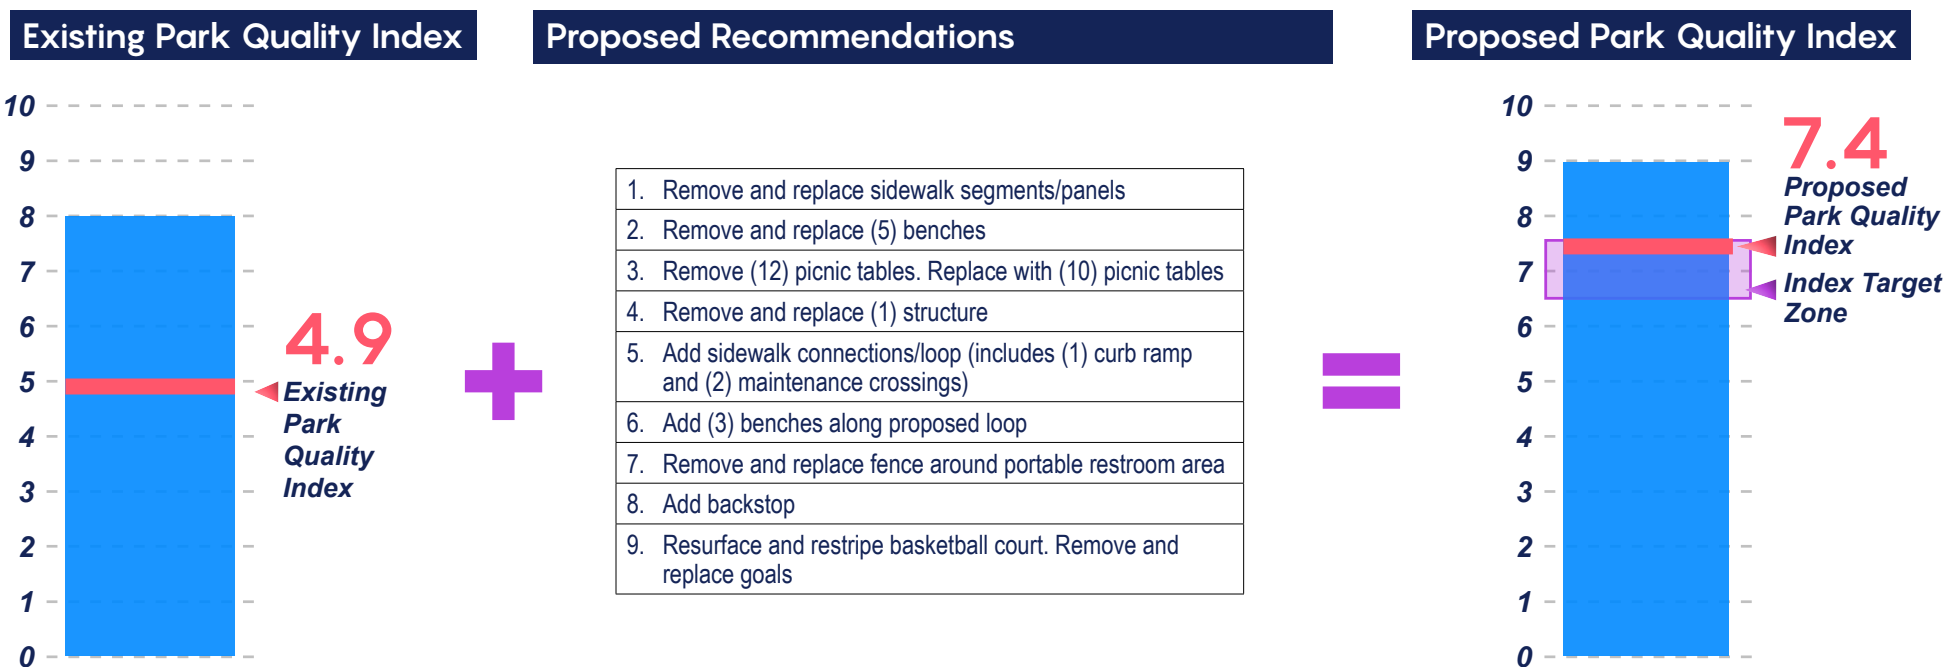 Existing Park Quality Index
10
9
8
7
6
5
4
3
2
1
0
4.9
Existing
Park
Quality
Index
Proposed Recommendations
1. Remove and replace sidewalk segments/panels
2. Remove and replace (5) benches
3. Remove (12) picnic tables. Replace with (10) picnic tables
4. Remove and replace (1) structure
5. Add sidewalk connections/loop (includes (1) curb ramp
and (2) maintenance crossings)
6. Add (3) benches along proposed loop
7. Remove and replace fence around portable restroom area
8. Add backstop
9. Resurface and restripe basketball court. Remove and
replace goals
Proposed Park Quality Index
10
9
8
7
6
5
4
3
2
1
0
7.4
Proposed
Park Quality
Index
Index Target
Zone